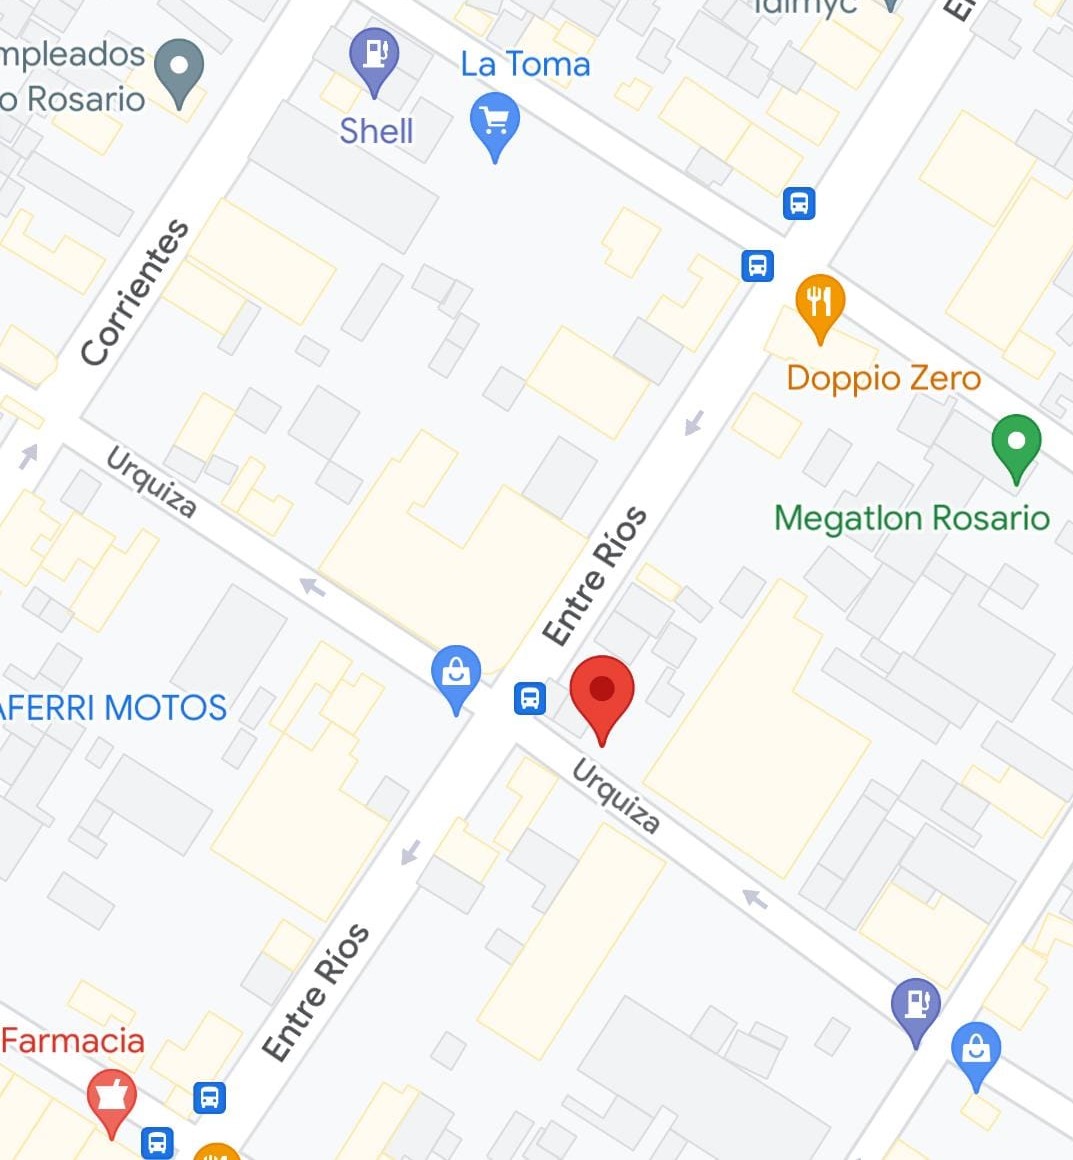 mpleados
o Rosario
Shell
La Toma
Corrientes
Doppio Zero
Urquiza
Megatlon Rosario
Entre Ríos
AFERRI MOTOS
Urquiza
Entre Ríos
Farmacia